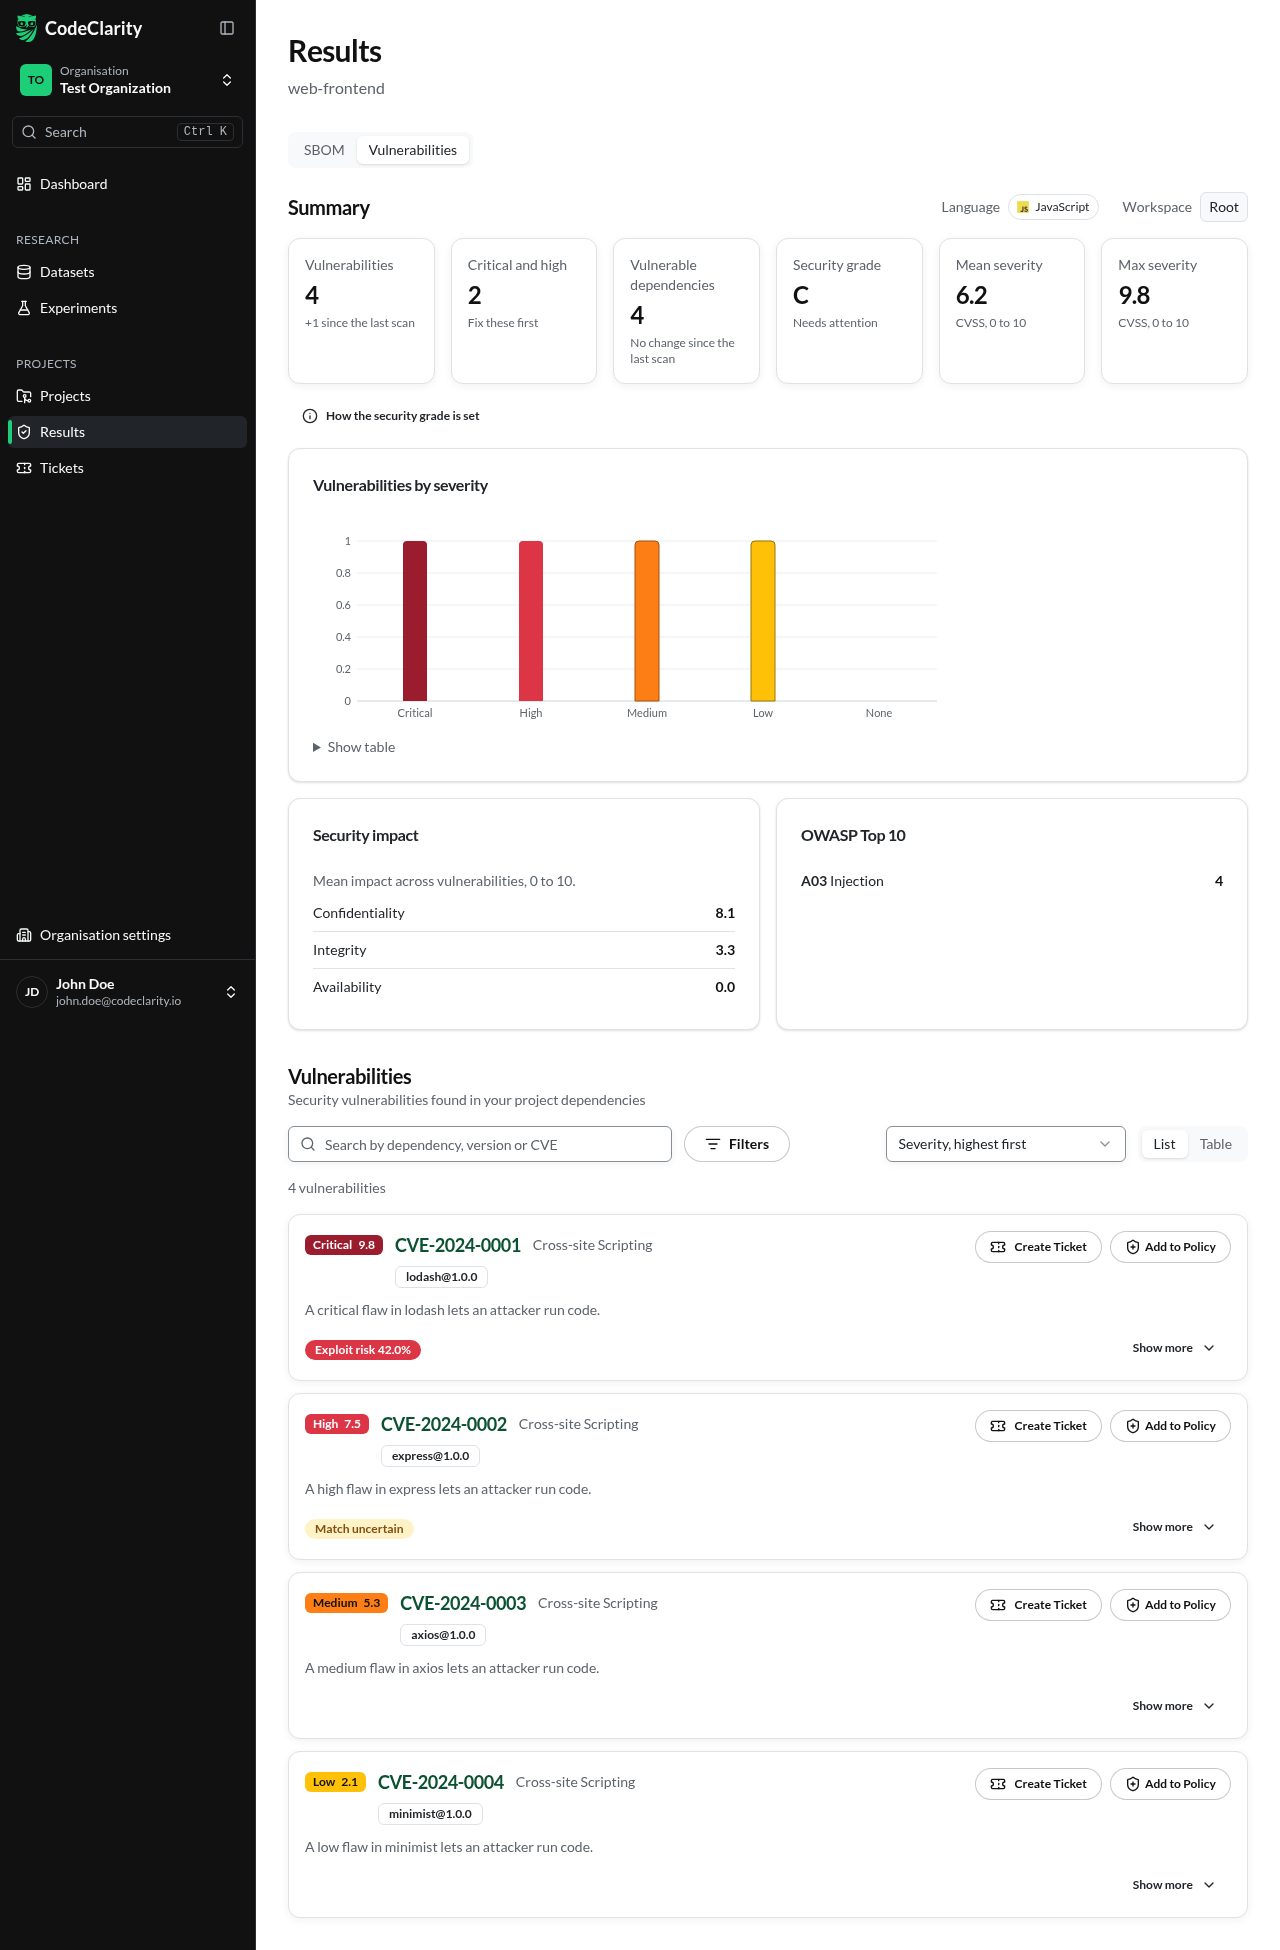 CodeClarity
TO
Organisation
Test Organization
Search
Ctrl K
Dashboard
RESEARCH
Datasets
Experiments
PROJECTS
Projects
Results
Tickets
Organisation settings
JD
John Doe
john.doe@codeclarity.io
Results
web-frontend
SBOM
Vulnerabilities
Summary
Language
JS
JavaScript
Workspace
Root
Vulnerabilities
4
+1 since the last scan
Critical and high
2
Fix these first
Vulnerable
dependencies
4
No change since the
last scan
Security grade
C
Needs attention
Mean severity
6.2
CVSS, 0 to 10
Max severity
9.8
CVSS, 0 to 10
How the security grade is set
Vulnerabilities by severity
1
0.8
0.6
0.4
0.2
0
Critical
High
Medium
Low
None
Show table
Security impact
Mean impact across vulnerabilities, 0 to 10.
Confidentiality 8.1
Integrity 3.3
Availability 0.0
OWASP Top 10
A03 Injection 4
Vulnerabilities
Security vulnerabilities found in your project dependencies
Search by dependency, version or CVE
Filters
Severity, highest first
List
Table
4 vulnerabilities
Critical 9.8 CVE-2024-0001 Cross-site Scripting
Create Ticket
Add to Policy
lodash@1.0.0
A critical flaw in lodash lets an attacker run code.
Exploit risk 42.0%
Show more
High 7.5 CVE-2024-0002 Cross-site Scripting
Create Ticket
Add to Policy
express@1.0.0
A high flaw in express lets an attacker run code.
Match uncertain
Show more
Medium 5.3 CVE-2024-0003 Cross-site Scripting
Create Ticket
Add to Policy
axios@1.0.0
A medium flaw in axios lets an attacker run code.
Show more
Low 2.1 CVE-2024-0004 Cross-site Scripting
Create Ticket
Add to Policy
minimist@1.0.0
A low flaw in minimist lets an attacker run code.
Show more